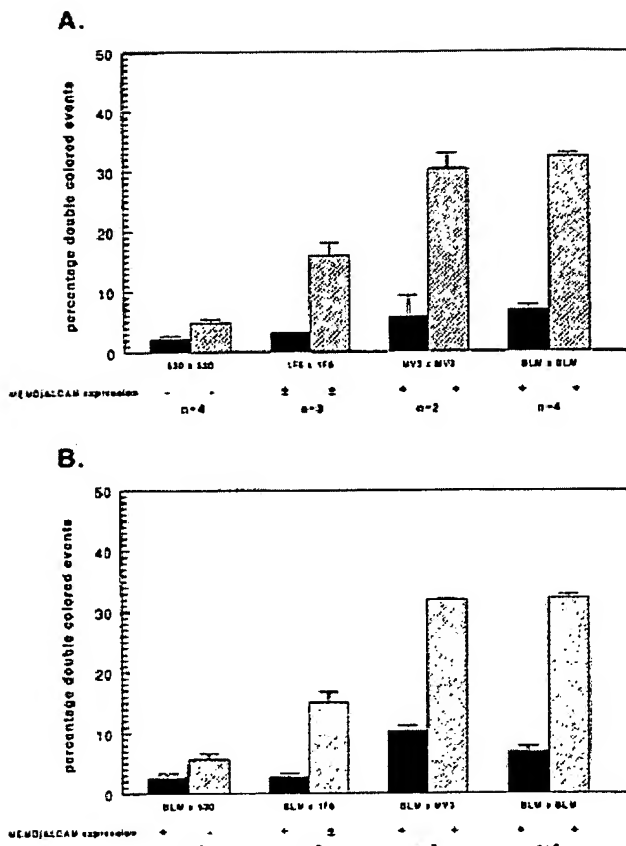 A.
percentage double colored events
50
40
30
20
10
0
530 x 530 1F6 x 1F6 MV3 x MV3 BLM x BLM
MEMD/ALCAM expression - - ± ± + + + +
n=4 n=3 n=2 n=4
B.
percentage double colored events
50
40
30
20
10
0
BLM x 530 BLM x 1F6 BLM x MV3 BLM x BLM
MEMD/ALCAM expression + - + ± + + + +